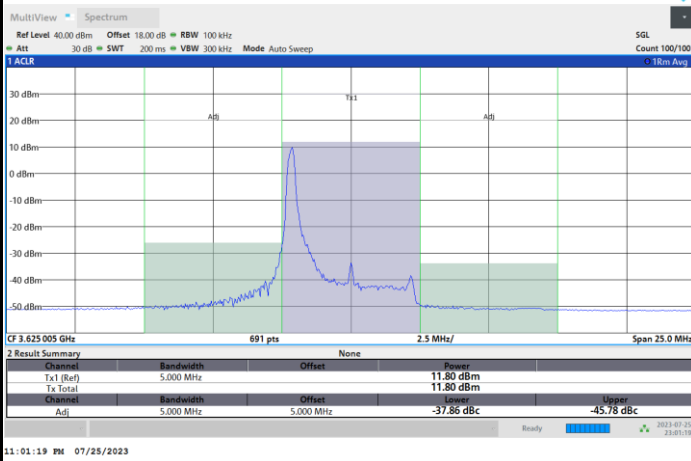 MultiView Spectrum
Ref Level 40.00 dBm Offset 18.00 dB RBW 100 kHz SGL
Att 30 dB SWT 200 ms VBW 300 kHz Mode Auto Sweep Count 100/100
1 ACLR 1Rm Avg
30 dBm
Tx1
20 dBm
Adj Adj
10 dBm
0 dBm
-10 dBm
-20 dBm
-30 dBm
-40 dBm
-50 dBm
CF 3.625 005 GHz 691 pts 2.5 MHz/ Span 25.0 MHz
2 Result Summary None
Channel Bandwidth Offset Power
Tx1 (Ref) 5.000 MHz 11.80 dBm
Tx Total 11.80 dBm
Channel Bandwidth Offset Lower Upper
Adj 5.000 MHz 5.000 MHz -37.86 dBc -45.78 dBc
Ready 2023-07-25
23:01:18
11:01:19 PM 07/25/2023